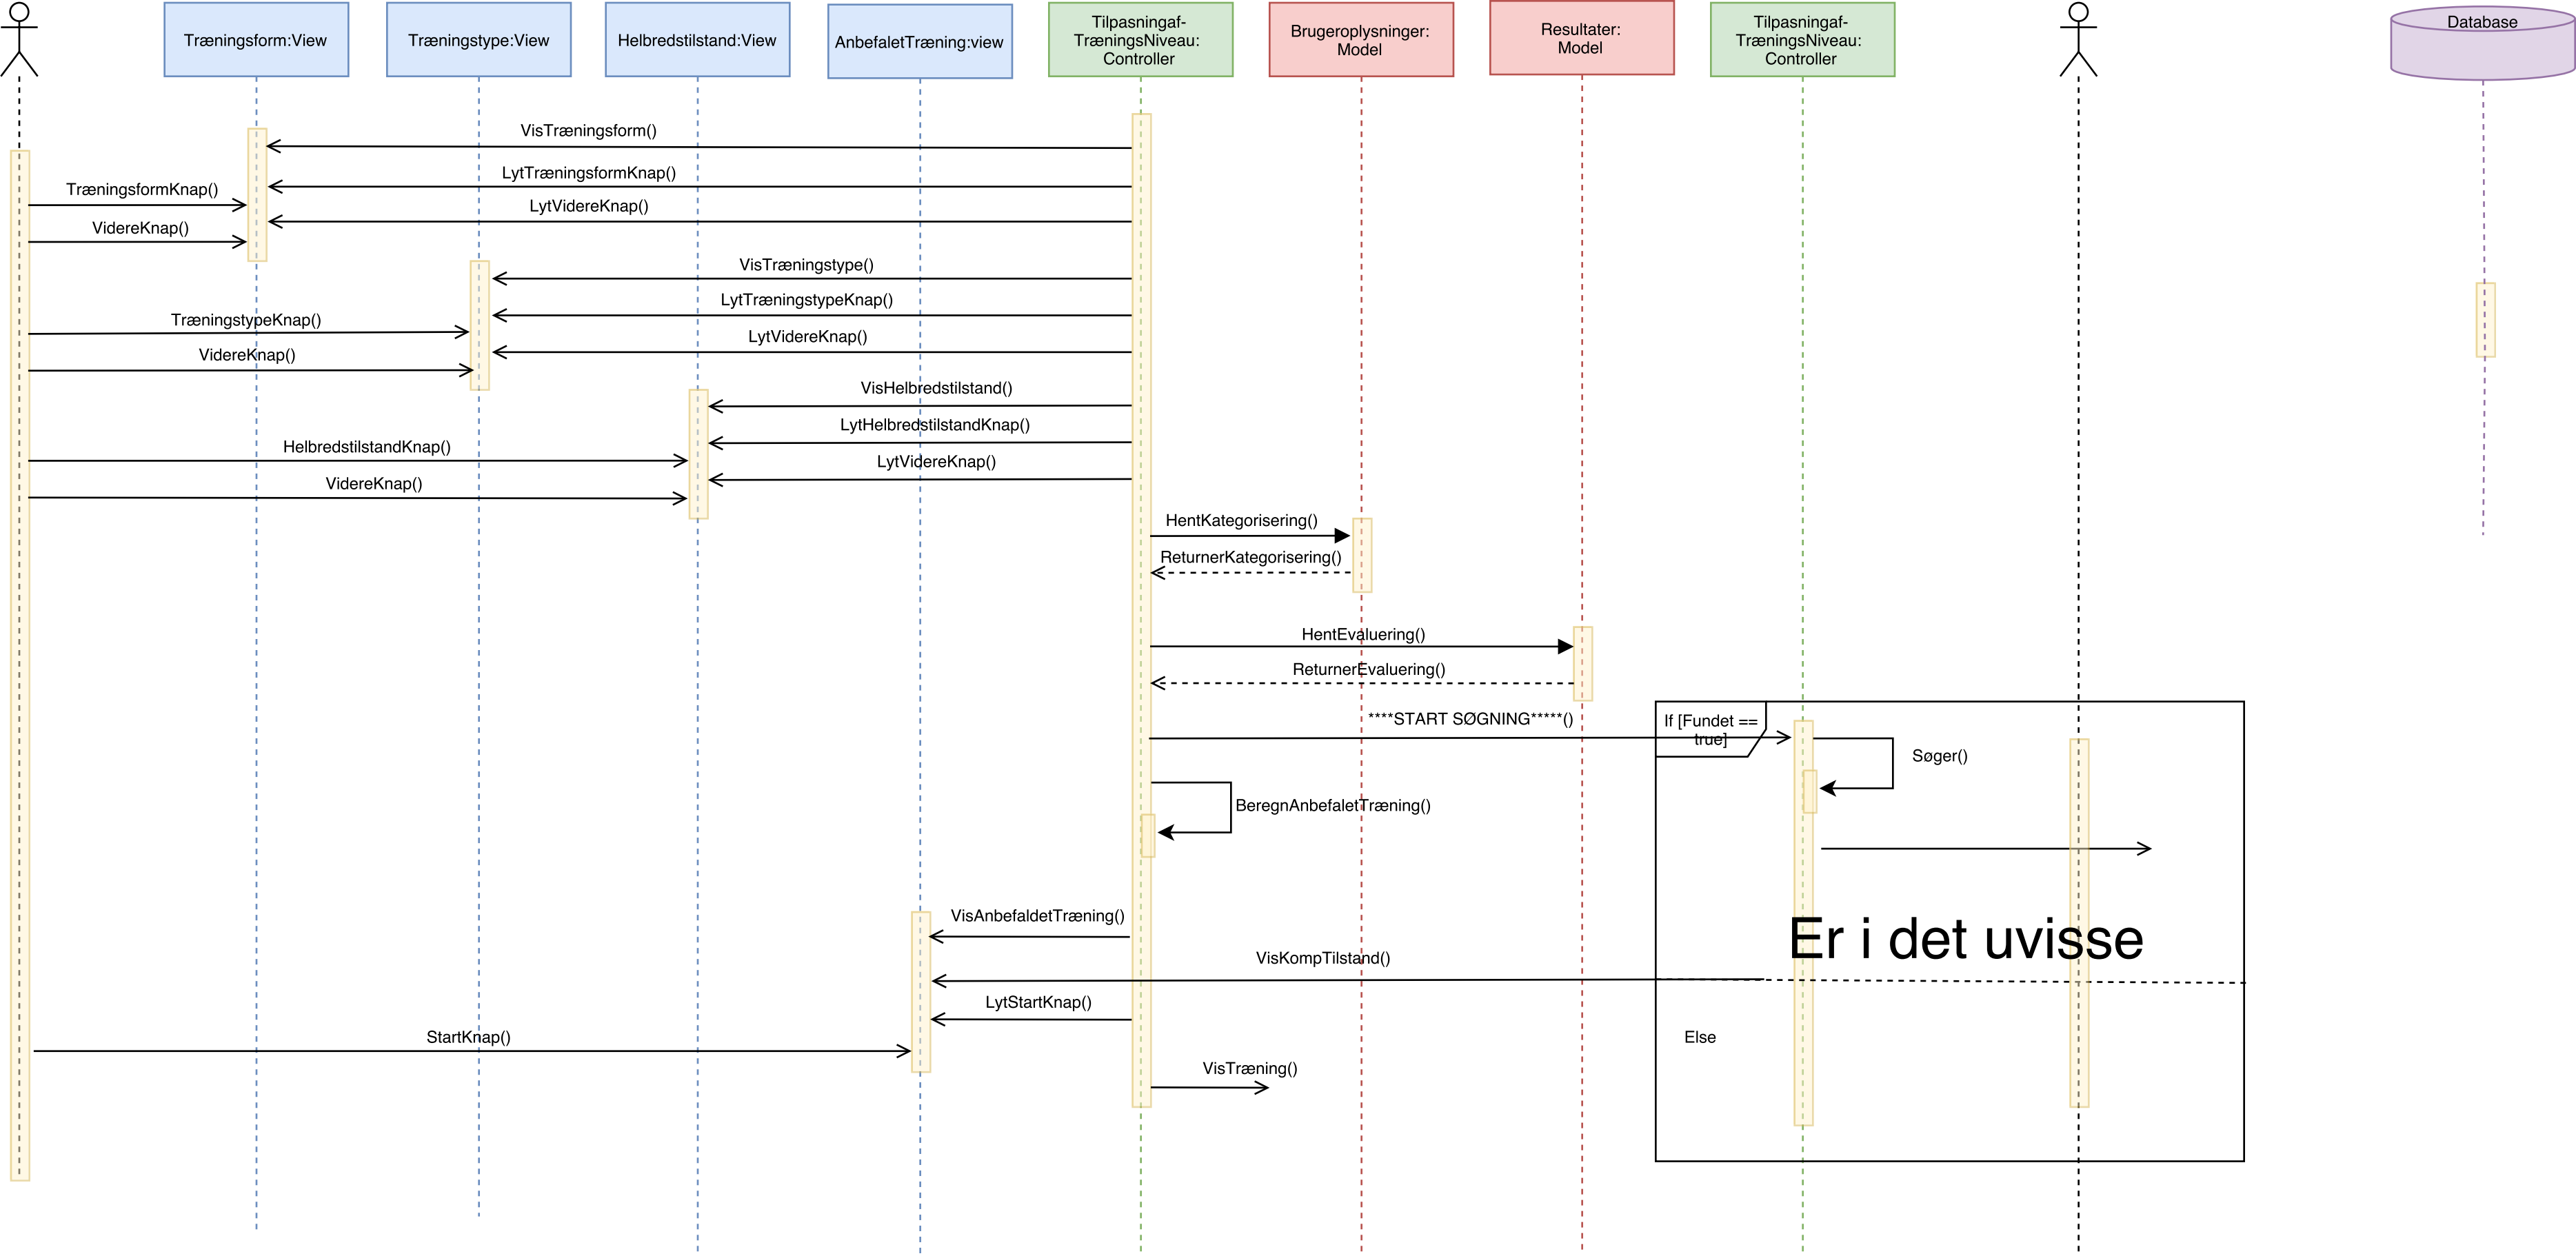 Træningsform:View
Træningstype:View
Helbredstilstand:View
AnbefaletTræning:view
Tilpasningaf-
TræningsNiveau:
Controller
Brugeroplysninger:
Model
Resultater:
Model
Tilpasningaf-
TræningsNiveau:
Controller
Database
VisTræningsform()
LytTræningsformKnap()
TræningsformKnap()
LytVidereKnap()
VidereKnap()
VisTræningstype()
LytTræningstypeKnap()
TræningstypeKnap()
LytVidereKnap()
VidereKnap()
VisHelbredstilstand()
LytHelbredstilstandKnap()
HelbredstilstandKnap()
LytVidereKnap()
VidereKnap()
HentKategorisering()
ReturnerKategorisering()
HentEvaluering()
ReturnerEvaluering()
****START SØGNING*****()
If [Fundet ==
true]
Søger()
BeregnAnbefaletTræning()
VisAnbefaldetTræning()
Er i det uvisse
VisKompTilstand()
LytStartKnap()
StartKnap()
Else
VisTræning()